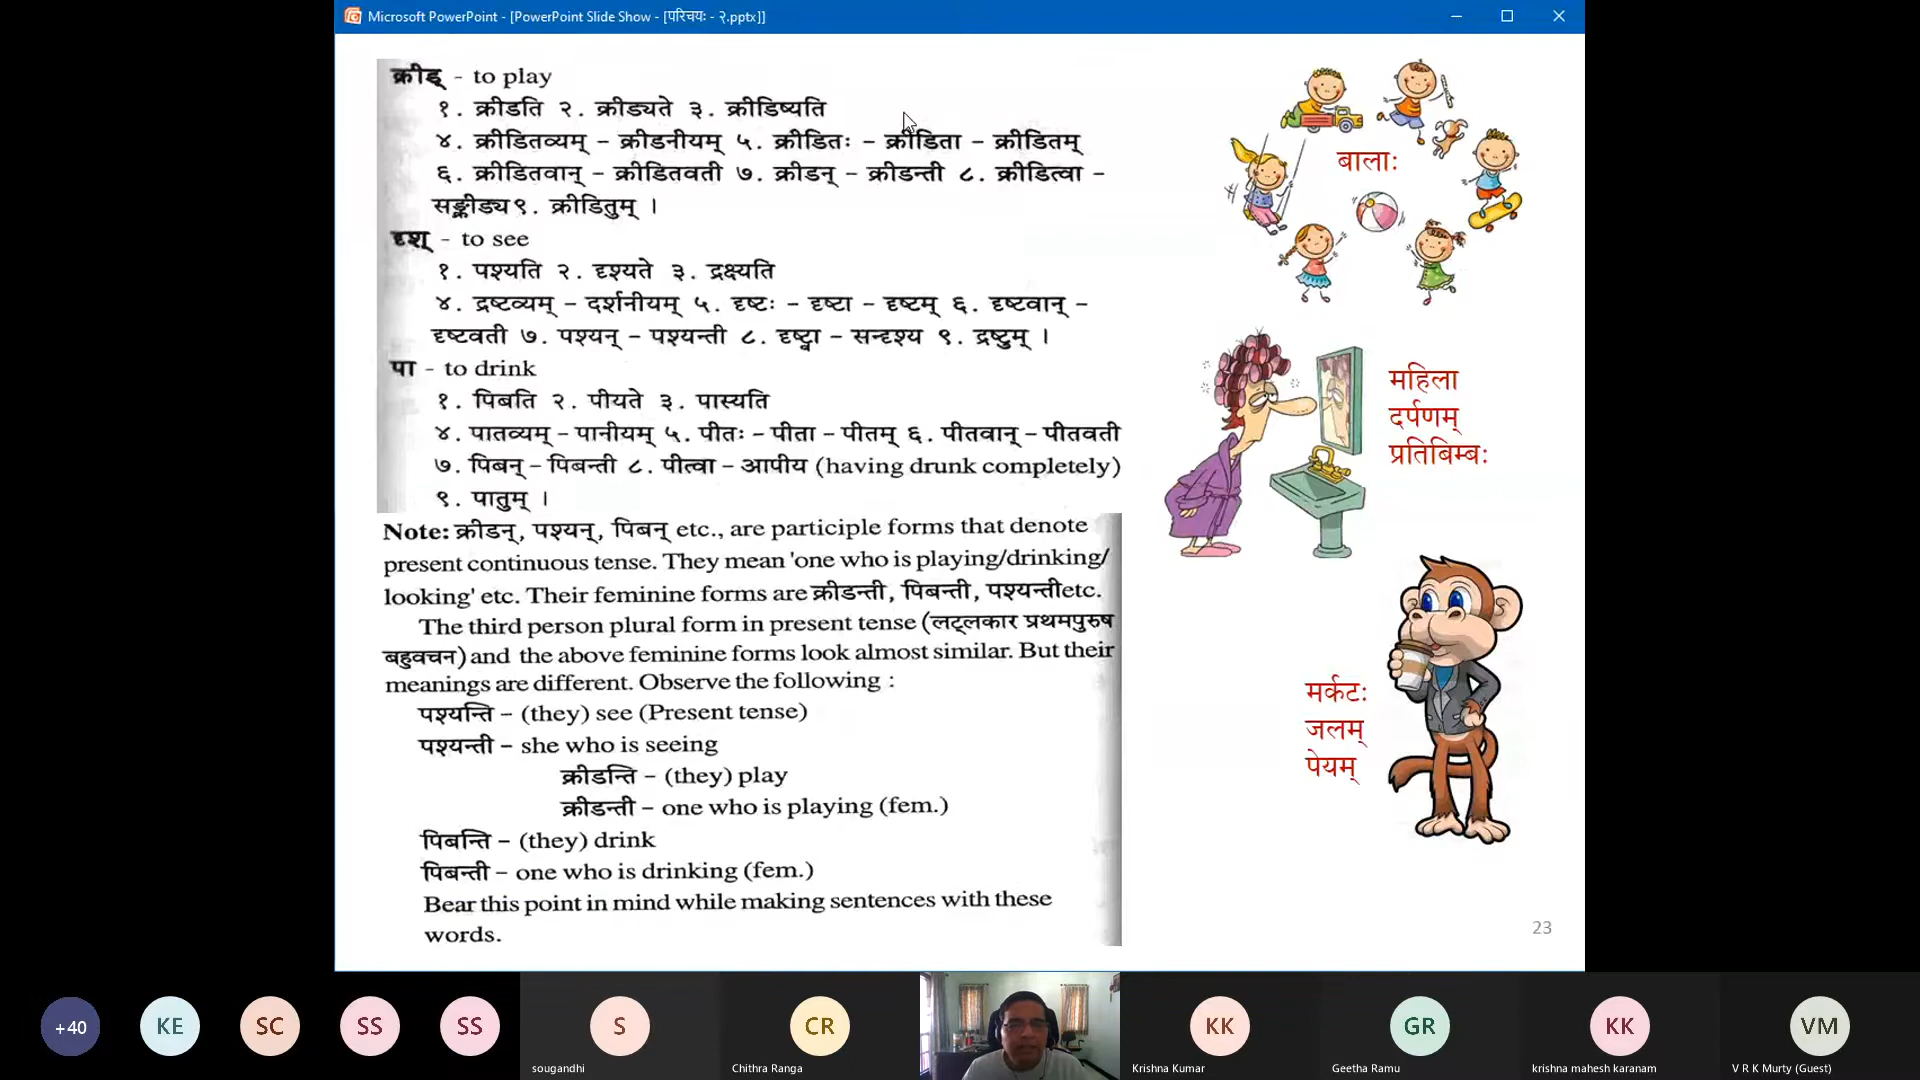 Microsoft PowerPoint - [PowerPoint Slide Show - [परिचयः - २.pptx]]
क्रीड् - to play
१. क्रीडति २. क्रीड्यते ३. क्रीडिष्यति
४. क्रीडितव्यम् - क्रीडनीयम् ५. क्रीडितः - क्रीडिता - क्रीडितम्
६. क्रीडितवान् - क्रीडितवती ७. क्रीडन् - क्रीडन्ती ८. क्रीडित्वा -
सङ्क्रीड्य ९. क्रीडितुम् ।
दृश् - to see
१. पश्यति २. दृश्यते ३. द्रक्ष्यति
४. द्रष्टव्यम् - दर्शनीयम् ५. दृष्टः - दृष्टा - दृष्टम् ६. दृष्टवान् -
दृष्टवती ७. पश्यन् - पश्यन्ती ८. दृष्ट्वा - सन्दृश्य ९. द्रष्टुम् ।
पा - to drink
१. पिबति २. पीयते ३. पास्यति
४. पातव्यम् - पानीयम् ५. पीतः - पीता - पीतम् ६. पीतवान् - पीतवती
७. पिबन् - पिबन्ती ८. पीत्वा - आपीय (having drunk completely)
९. पातुम् ।
Note: क्रीडन्, पश्यन्, पिबन् etc., are participle forms that denote
present continuous tense. They mean 'one who is playing/drinking/
looking' etc. Their feminine forms are क्रीडन्ती, पिबन्ती, पश्यन्ती etc.
The third person plural form in present tense (लट्लकार प्रथमपुरुष
बहुवचन) and the above feminine forms look almost similar. But their
meanings are different. Observe the following :
पश्यन्ति - (they) see (Present tense)
पश्यन्ती - she who is seeing
क्रीडन्ति - (they) play
क्रीडन्ती - one who is playing (fem.)
पिबन्ति - (they) drink
पिबन्ती - one who is drinking (fem.)
Bear this point in mind while making sentences with these
words.
बालाः
महिला
दर्पणम्
प्रतिबिम्बः
मर्कटः
जलम्
पेयम्
23
+40
KE
SC
SS
SS
S
sougandhi
CR
Chithra Ranga
KK
Krishna Kumar
GR
Geetha Ramu
KK
krishna mahesh karanam
VM
V R K Murty (Guest)